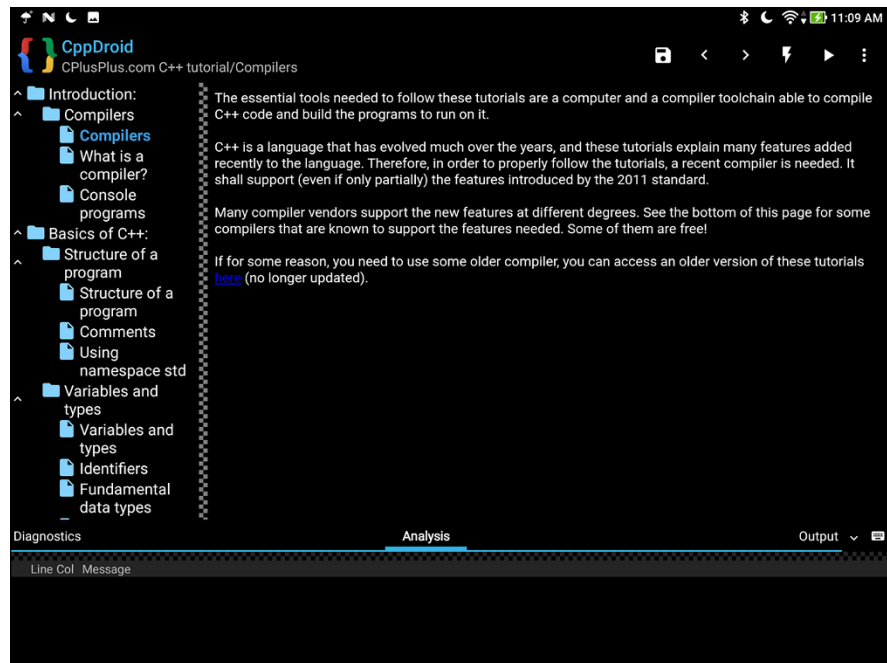 11:09 AM
CppDroid
CPlusPlus.com C++ tutorial/Compilers
Introduction:
Compilers
Compilers
What is a
compiler?
Console
programs
Basics of C++:
Structure of a
program
Structure of a
program
Comments
Using
namespace std
Variables and
types
Variables and
types
Identifiers
Fundamental
data types
The essential tools needed to follow these tutorials are a computer and a compiler toolchain able to compile
C++ code and build the programs to run on it.
C++ is a language that has evolved much over the years, and these tutorials explain many features added
recently to the language. Therefore, in order to properly follow the tutorials, a recent compiler is needed. It
shall support (even if only partially) the features introduced by the 2011 standard.
Many compiler vendors support the new features at different degrees. See the bottom of this page for some
compilers that are known to support the features needed. Some of them are free!
If for some reason, you need to use some older compiler, you can access an older version of these tutorials
here (no longer updated).
Diagnostics Analysis Output
Line Col Message